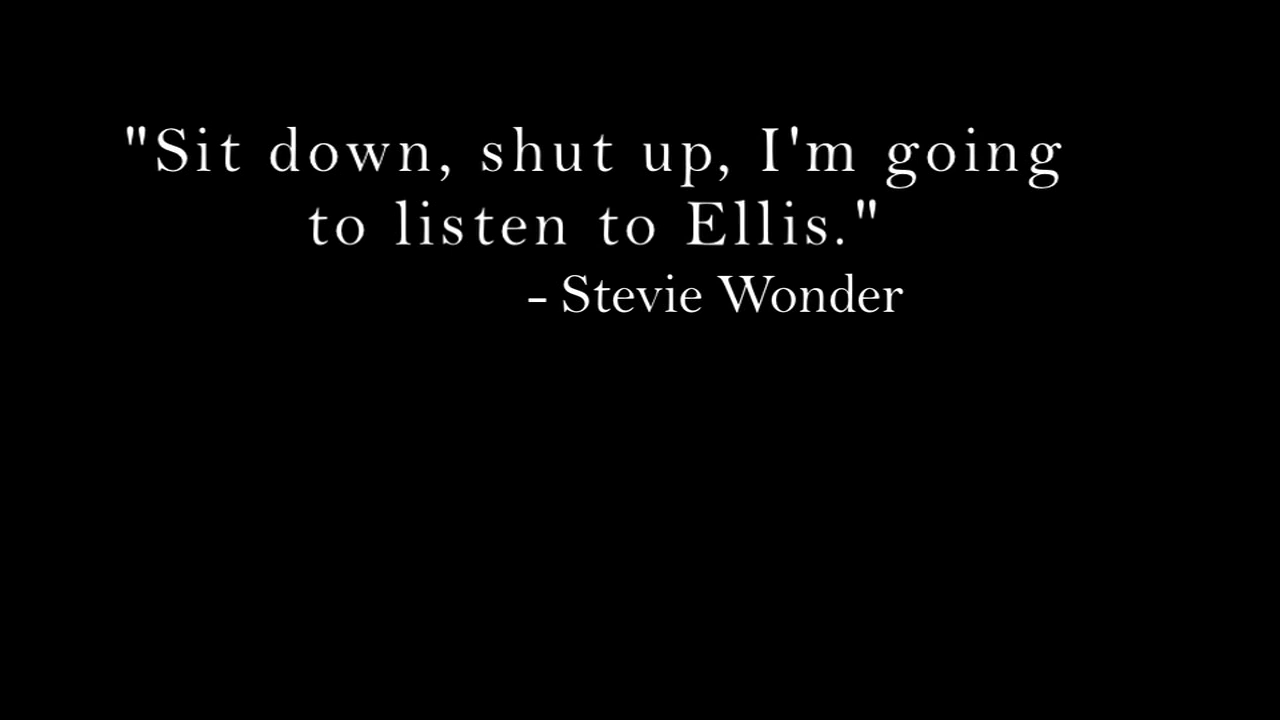 "Sit down, shut up, I'm going
to listen to Ellis."
- Stevie Wonder